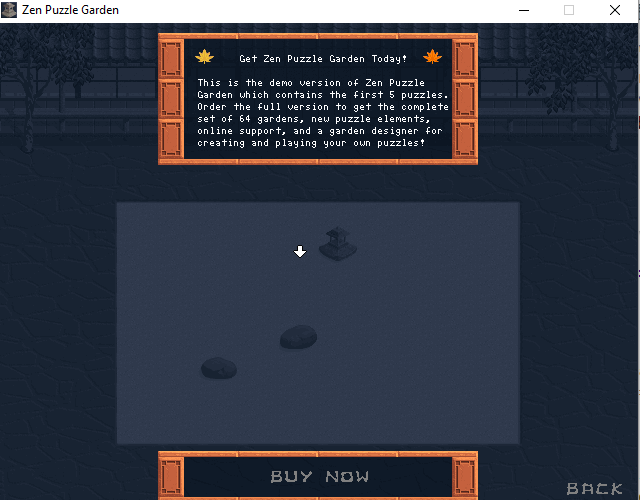 Zen Puzzle Garden
Get Zen Puzzle Garden Today!
This is the demo version of Zen Puzzle
Garden which contains the first 5 puzzles.
Order the full version to get the complete
set of 64 gardens, new puzzle elements,
online support, and a garden designer for
creating and playing your own puzzles!
BUY NOW
BACK